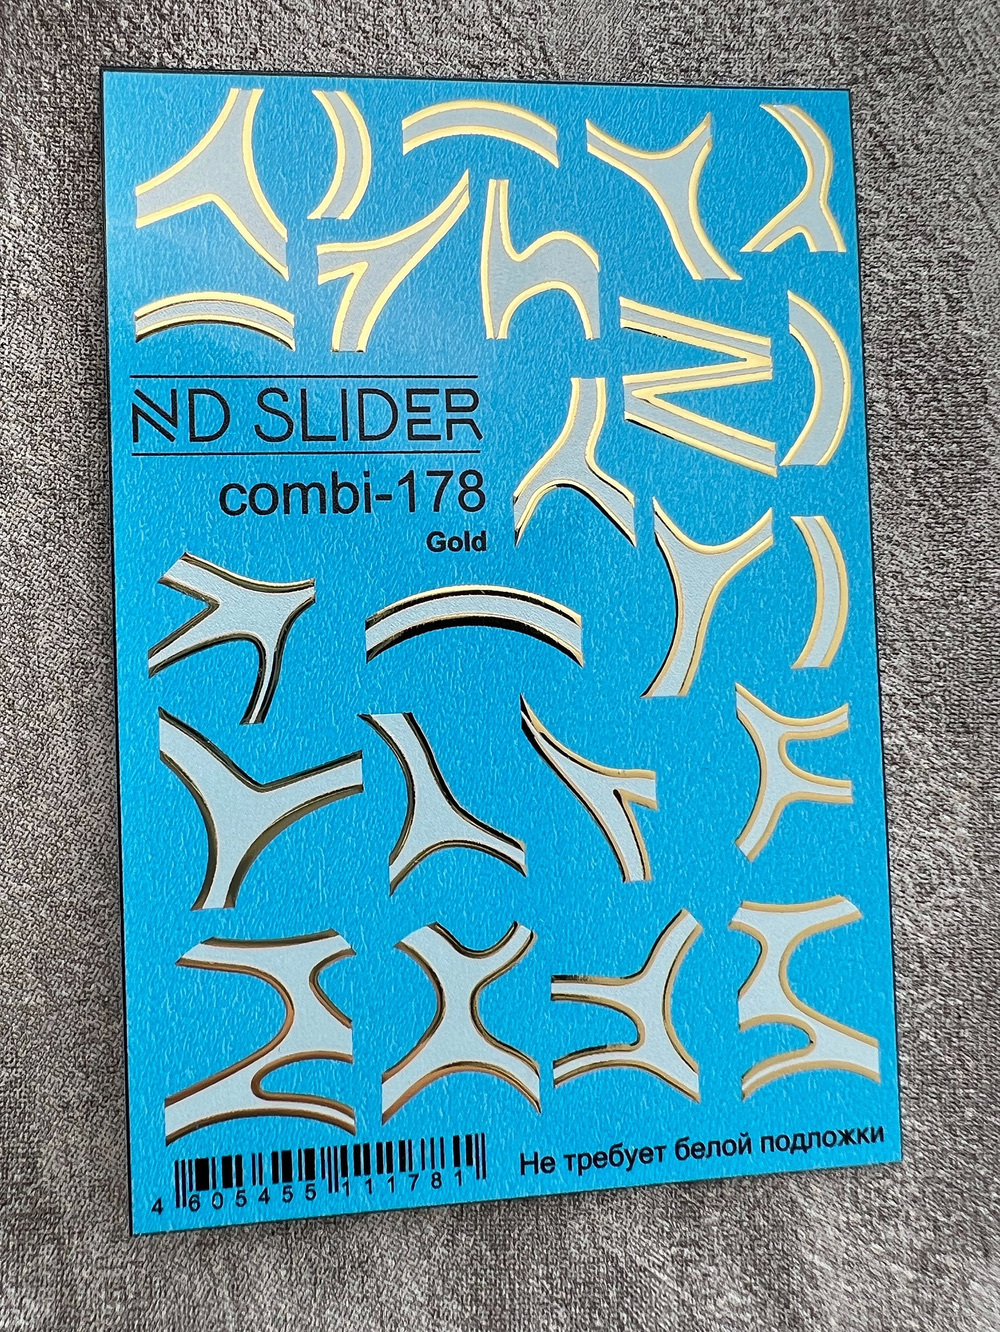 ND SLIDER
combi-178
Gold
Не требует белой подложки
4 605455 111781